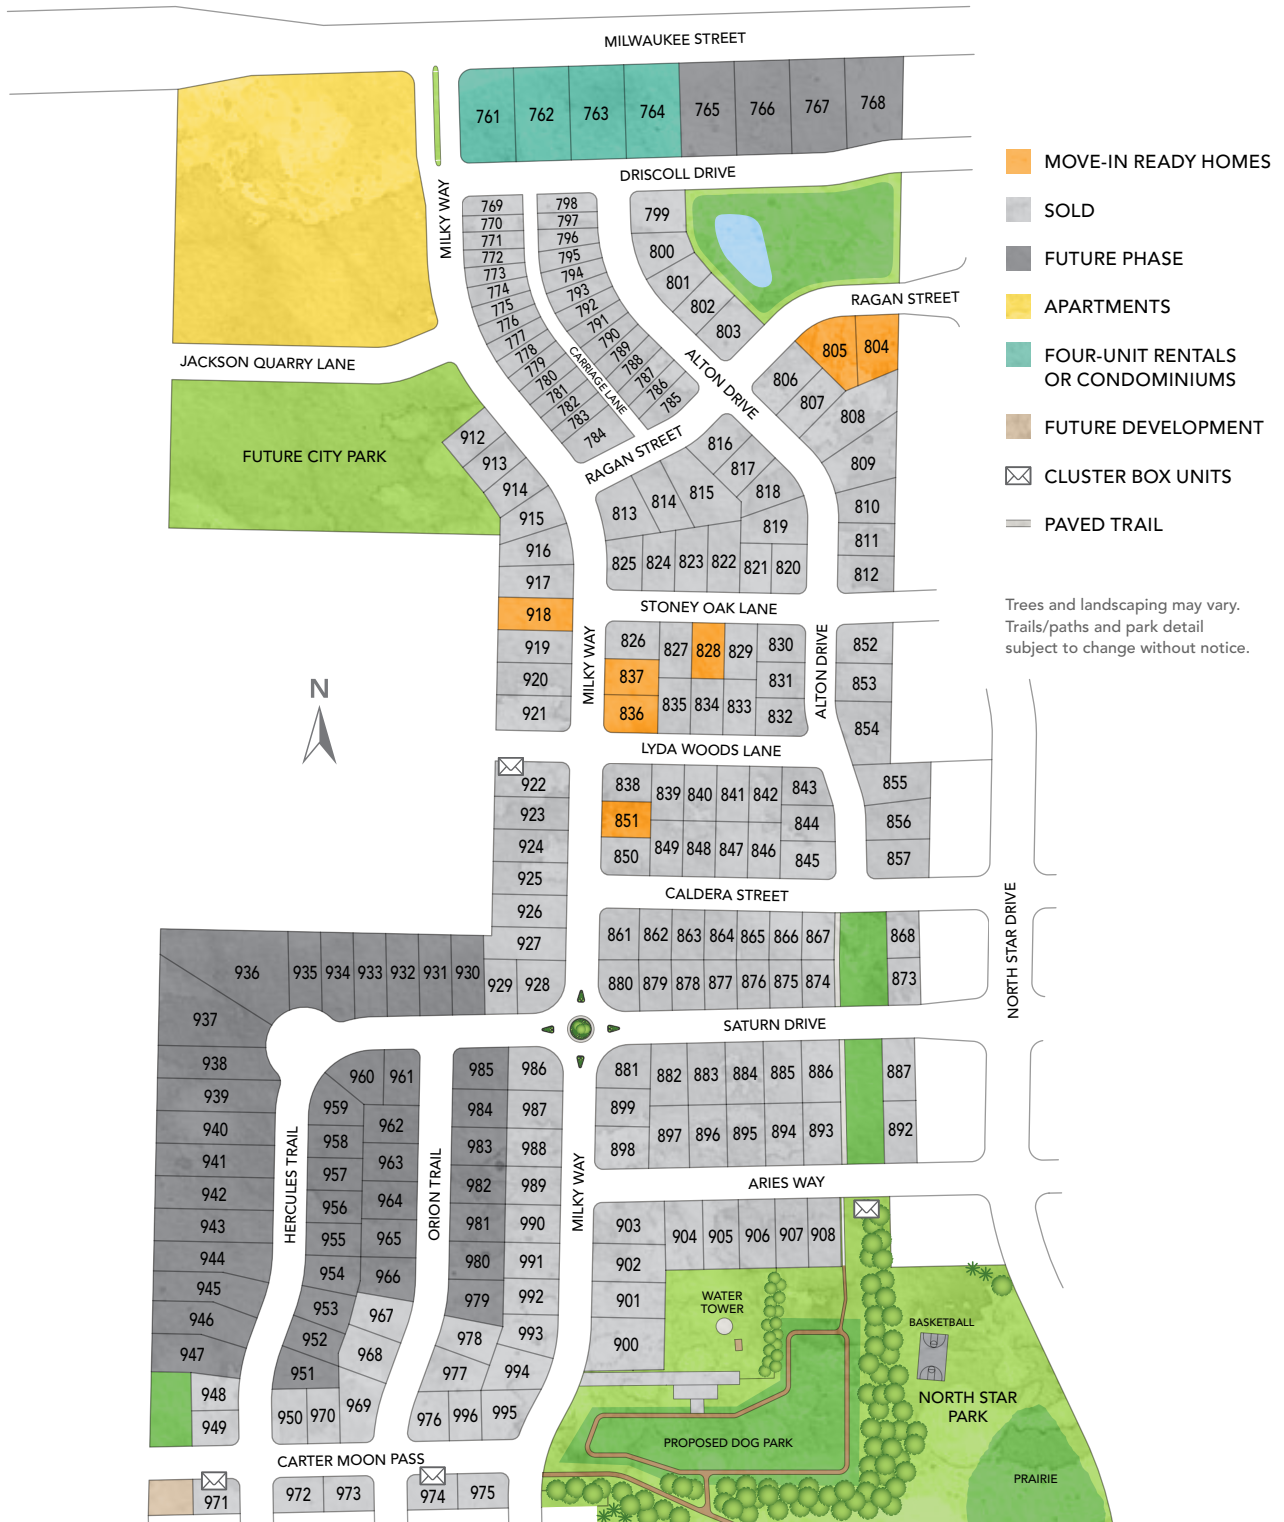 MILWAUKEE STREET
761 762 763 764 765 766 767 768
DRISCOLL DRIVE
MILKY WAY
769
770
771
772
773
774
775
776
777
778
779
780
781
782
783
784
798
797
796
795
794
793
792
791
790
789
788
787
786
785
CARRIAGE LANE
799
800
801
802
803
RAGAN STREET
805 804
806
807
808
809
810
811
812
ALTON DRIVE
JACKSON QUARRY LANE
FUTURE CITY PARK
RAGAN STREET
912
913
914
915
916
917
918
919
920
921
816
817
818
819
813 814 815
825 824 823 822 821 820
STONEY OAK LANE
MILKY WAY
ALTON DRIVE
826 827 828 829 830
837 831
836 835 834 833 832
852
853
854
LYDA WOODS LANE
N
922
923
924
925
926
927
929 928
838 839 840 841 842 843
851 844
850 849 848 847 846 845
855
856
857
CALDERA STREET
NORTH STAR DRIVE
861 862 863 864 865 866 867 868
880 879 878 877 876 875 874 873
936 935 934 933 932 931 930
937
938
939
940
941
942
943
944
945
946
947
948
949
SATURN DRIVE
960 961
959
958
957
956
955
954
953
952
951
950 970
962
963
964
965
966
967
968
969
HERCULES TRAIL
ORION TRAIL
985
984
983
982
981
980
979
978
977
976 996 995
986
987
988
989
990
991
992
993
994
MILKY WAY
881 882 883 884 885 886 887
899
898 897 896 895 894 893 892
ARIES WAY
903 904 905 906 907 908
902
901
900
WATER
TOWER
BASKETBALL
NORTH STAR
PARK
PROPOSED DOG PARK
PRAIRIE
CARTER MOON PASS
971 972 973 974 975
MOVE-IN READY HOMES
SOLD
FUTURE PHASE
APARTMENTS
FOUR-UNIT RENTALS
OR CONDOMINIUMS
FUTURE DEVELOPMENT
CLUSTER BOX UNITS
PAVED TRAIL
Trees and landscaping may vary.
Trails/paths and park detail
subject to change without notice.